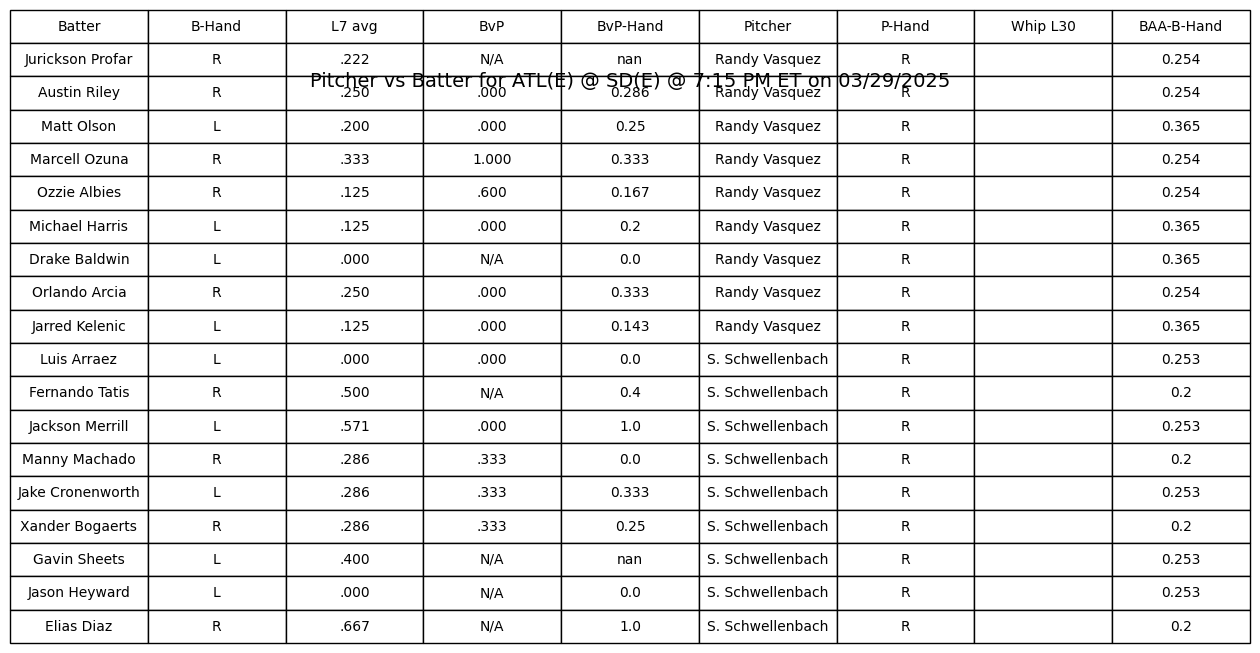 Batter B-Hand L7 avg BvP BvP-Hand Pitcher P-Hand Whip L30 BAA-B-Hand
Jurickson Profar R .222 N/A nan Randy Vasquez R 0.254
Pitcher vs Batter for ATL(E) @ SD(E) @ 7:15 PM ET on 03/29/2025
Austin Riley R .250 .000 0.286 Randy Vasquez R 0.254
Matt Olson L .200 .000 0.25 Randy Vasquez R 0.365
Marcell Ozuna R .333 1.000 0.333 Randy Vasquez R 0.254
Ozzie Albies R .125 .600 0.167 Randy Vasquez R 0.254
Michael Harris L .125 .000 0.2 Randy Vasquez R 0.365
Drake Baldwin L .000 N/A 0.0 Randy Vasquez R 0.365
Orlando Arcia R .250 .000 0.333 Randy Vasquez R 0.254
Jarred Kelenic L .125 .000 0.143 Randy Vasquez R 0.365
Luis Arraez L .000 .000 0.0 S. Schwellenbach R 0.253
Fernando Tatis R .500 N/A 0.4 S. Schwellenbach R 0.2
Jackson Merrill L .571 .000 1.0 S. Schwellenbach R 0.253
Manny Machado R .286 .333 0.0 S. Schwellenbach R 0.2
Jake Cronenworth L .286 .333 0.333 S. Schwellenbach R 0.253
Xander Bogaerts R .286 .333 0.25 S. Schwellenbach R 0.2
Gavin Sheets L .400 N/A nan S. Schwellenbach R 0.253
Jason Heyward L .000 N/A 0.0 S. Schwellenbach R 0.253
Elias Diaz R .667 N/A 1.0 S. Schwellenbach R 0.2